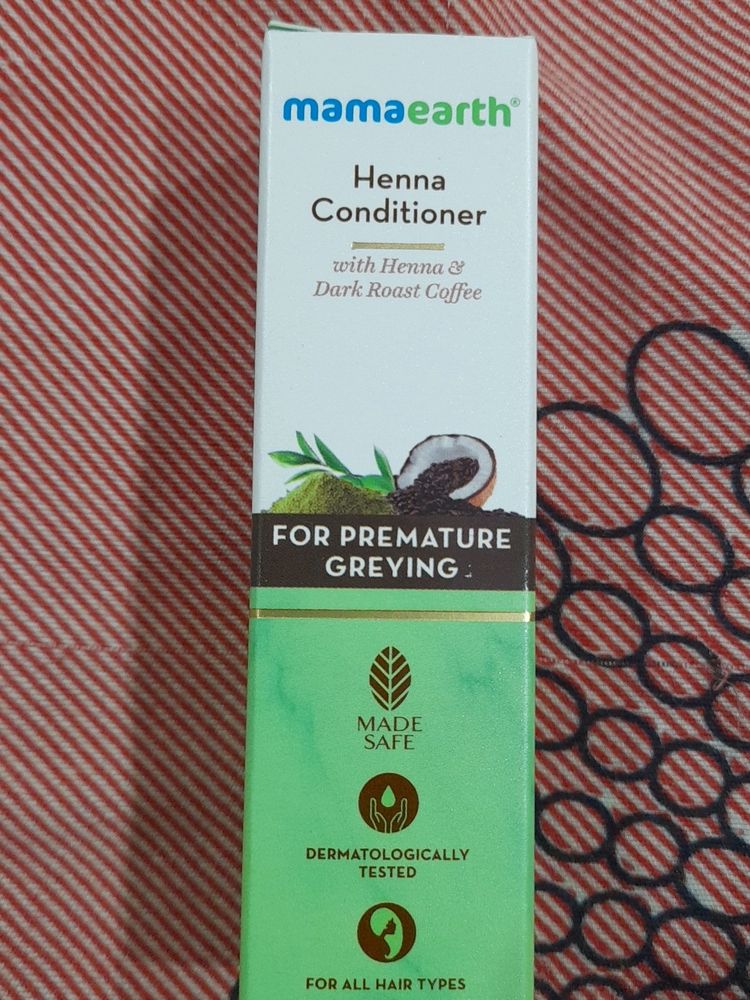 mamaearth®
Henna
Conditioner
with Henna &
Dark Roast Coffee
FOR PREMATURE
GREYING
MADE
SAFE
DERMATOLOGICALLY
TESTED
FOR ALL HAIR TYPES